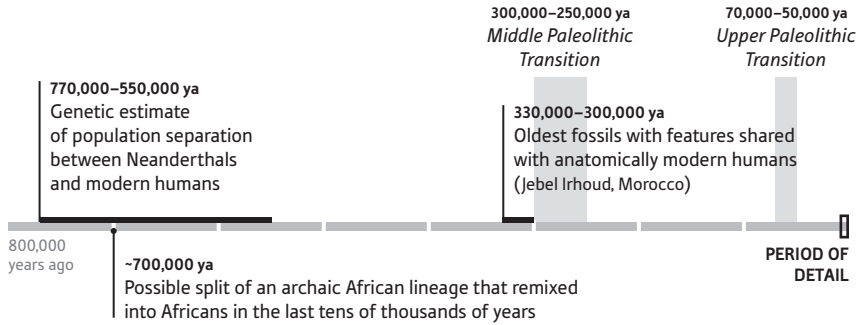 300,000–250,000 ya
Middle Paleolithic
Transition
70,000–50,000 ya
Upper Paleolithic
Transition
770,000–550,000 ya
Genetic estimate
of population separation
between Neanderthals
and modern humans
330,000–300,000 ya
Oldest fossils with features shared
with anatomically modern humans
(Jebel Irhoud, Morocco)
800,000
years ago
~700,000 ya
Possible split of an archaic African lineage that remixed
into Africans in the last tens of thousands of years
PERIOD OF
DETAIL